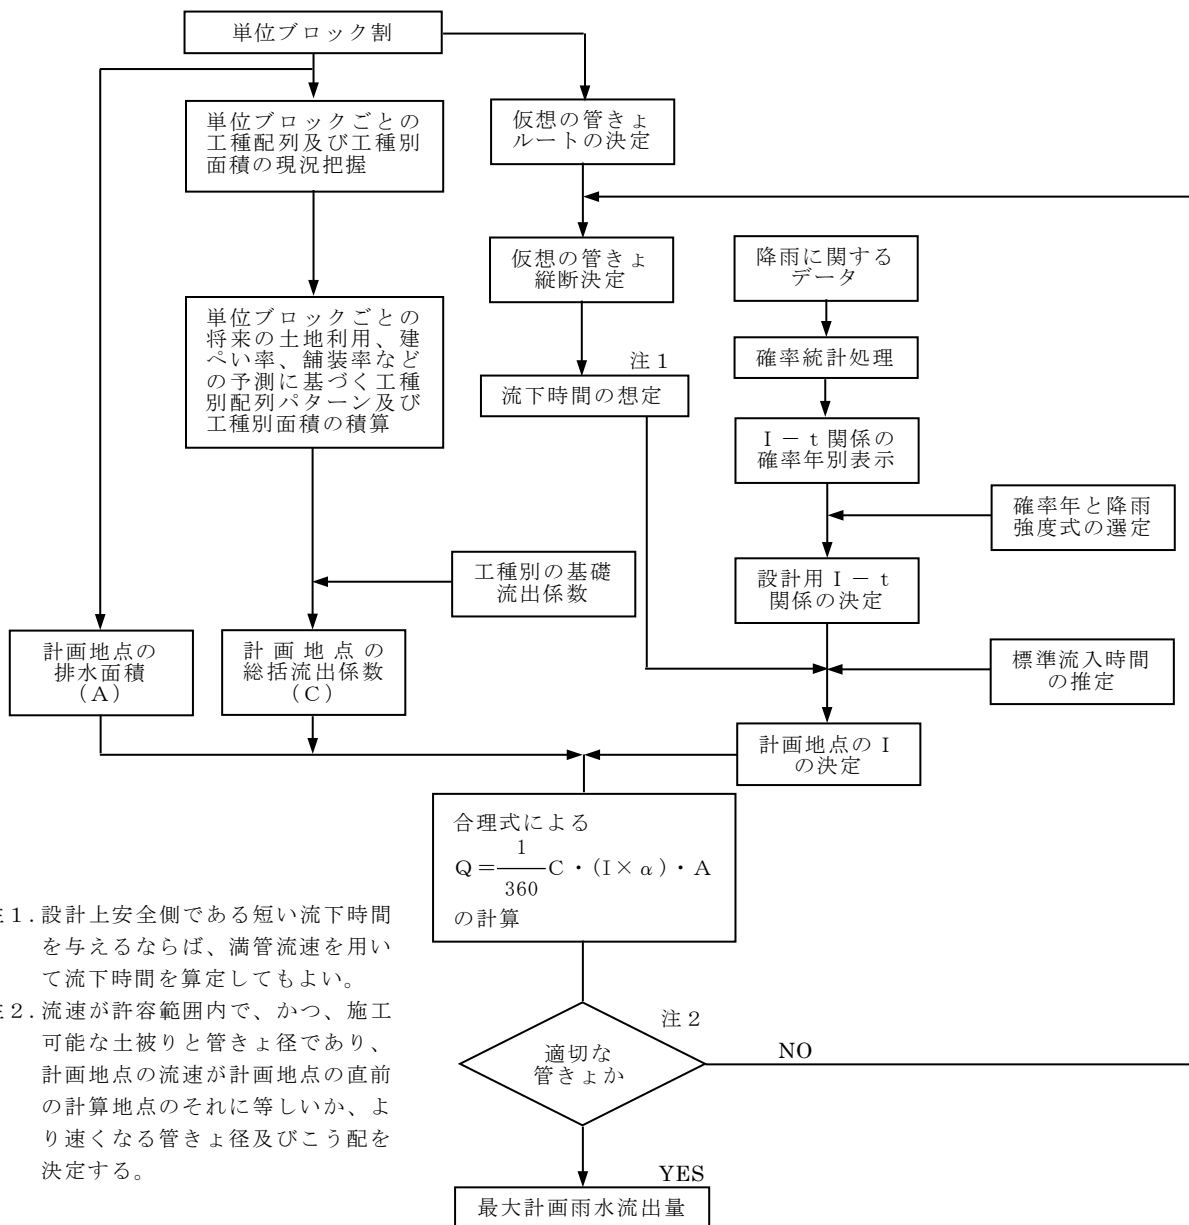 単位ブロック割
単位ブロックごとの
工種配列及び工種別
面積の現況把握
仮想の管きょ
ルートの決定
仮想の管きょ
縦断決定
降雨に関する
データ
単位ブロックごとの
将来の土地利用、建
ぺい率、舗装率など
の予測に基づく工種
別配列パターン及び
工種別面積の積算
注1
流下時間の想定
確率統計処理
I-t関係の
確率年別表示
確率年と降雨
強度式の選定
工種別の基礎
流出係数
設計用I-t
関係の決定
計画地点の
排水面積
(A)
計画地点の
総括流出係数
(C)
標準流入時間
の推定
計画地点のI
の決定
合理式による
Q=1/360 C・(I×α)・A
の計算
注1.設計上安全側である短い流下時間
を与えるならば、満管流速を用い
て流下時間を算定してもよい。
注2.流速が許容範囲内で、かつ、施工
可能な土被りと管きょ径であり、
計画地点の流速が計画地点の直前
の計算地点のそれに等しいか、よ
り速くなる管きょ径及びこう配を
決定する。
注2
適切な
管きょか
NO
YES
最大計画雨水流出量